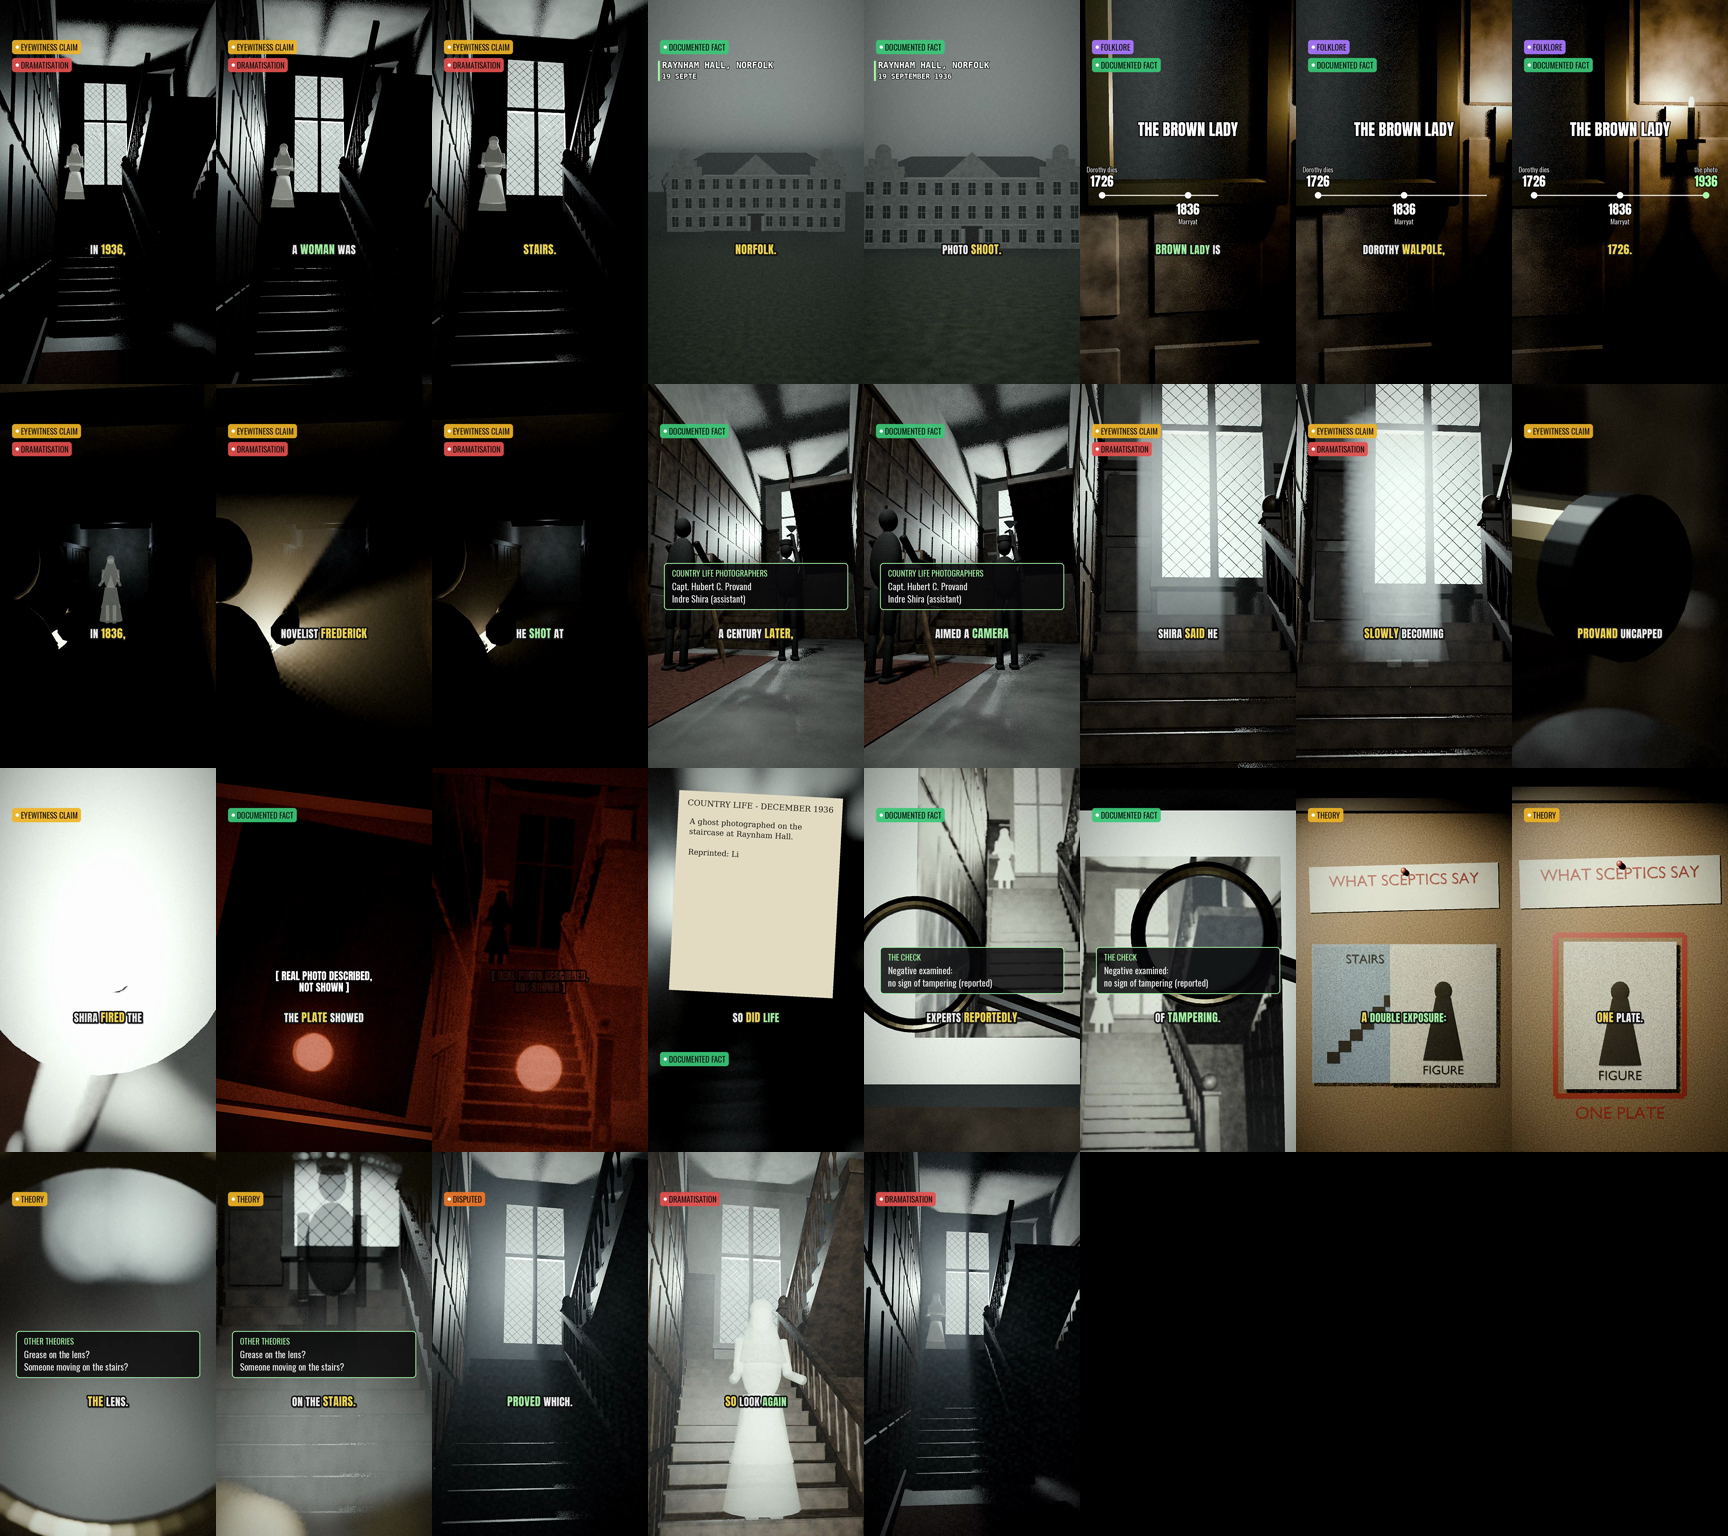 EYEWITNESS CLAIM
DRAMATISATION
IN 1936,
EYEWITNESS CLAIM
DRAMATISATION
A WOMAN WAS
EYEWITNESS CLAIM
DRAMATISATION
STAIRS.
DOCUMENTED FACT
RAYNHAM HALL, NORFOLK
19 SEPTE
NORFOLK.
DOCUMENTED FACT
RAYNHAM HALL, NORFOLK
19 SEPTEMBER 1936
PHOTO SHOOT.
FOLKLORE
DOCUMENTED FACT
THE BROWN LADY
Dorothy dies
1726
1836
Marryat
BROWN LADY IS
FOLKLORE
DOCUMENTED FACT
THE BROWN LADY
Dorothy dies
1726
1836
Marryat
DOROTHY WALPOLE,
FOLKLORE
DOCUMENTED FACT
THE BROWN LADY
Dorothy dies
1726
the photo
1936
1836
Marryat
1726.
EYEWITNESS CLAIM
DRAMATISATION
IN 1836,
EYEWITNESS CLAIM
DRAMATISATION
NOVELIST FREDERICK
EYEWITNESS CLAIM
DRAMATISATION
HE SHOT AT
DOCUMENTED FACT
COUNTRY LIFE PHOTOGRAPHERS
Capt. Hubert C. Provand
Indre Shira (assistant)
A CENTURY LATER,
DOCUMENTED FACT
COUNTRY LIFE PHOTOGRAPHERS
Capt. Hubert C. Provand
Indre Shira (assistant)
AIMED A CAMERA
EYEWITNESS CLAIM
DRAMATISATION
SHIRA SAID HE
EYEWITNESS CLAIM
DRAMATISATION
SLOWLY BECOMING
EYEWITNESS CLAIM
PROVAND UNCAPPED
EYEWITNESS CLAIM
SHIRA FIRED THE
DOCUMENTED FACT
[ REAL PHOTO DESCRIBED,
NOT SHOWN ]
THE PLATE SHOWED
[ REAL PHOTO DESCRIBED,
NOT SHOWN ]
COUNTRY LIFE - DECEMBER 1936
A ghost photographed on the
staircase at Raynham Hall.
Reprinted: Li
SO DID LIFE
DOCUMENTED FACT
DOCUMENTED FACT
THE CHECK
Negative examined:
no sign of tampering (reported)
EXPERTS REPORTEDLY
DOCUMENTED FACT
THE CHECK
Negative examined:
no sign of tampering (reported)
OF TAMPERING.
THEORY
WHAT SCEPTICS SAY
STAIRS
A DOUBLE EXPOSURE:
FIGURE
THEORY
WHAT SCEPTICS SAY
ONE PLATE.
FIGURE
ONE PLATE
THEORY
OTHER THEORIES
Grease on the lens?
Someone moving on the stairs?
THE LENS.
THEORY
OTHER THEORIES
Grease on the lens?
Someone moving on the stairs?
ON THE STAIRS.
DISPUTED
PROVED WHICH.
DRAMATISATION
SO LOOK AGAIN
DRAMATISATION